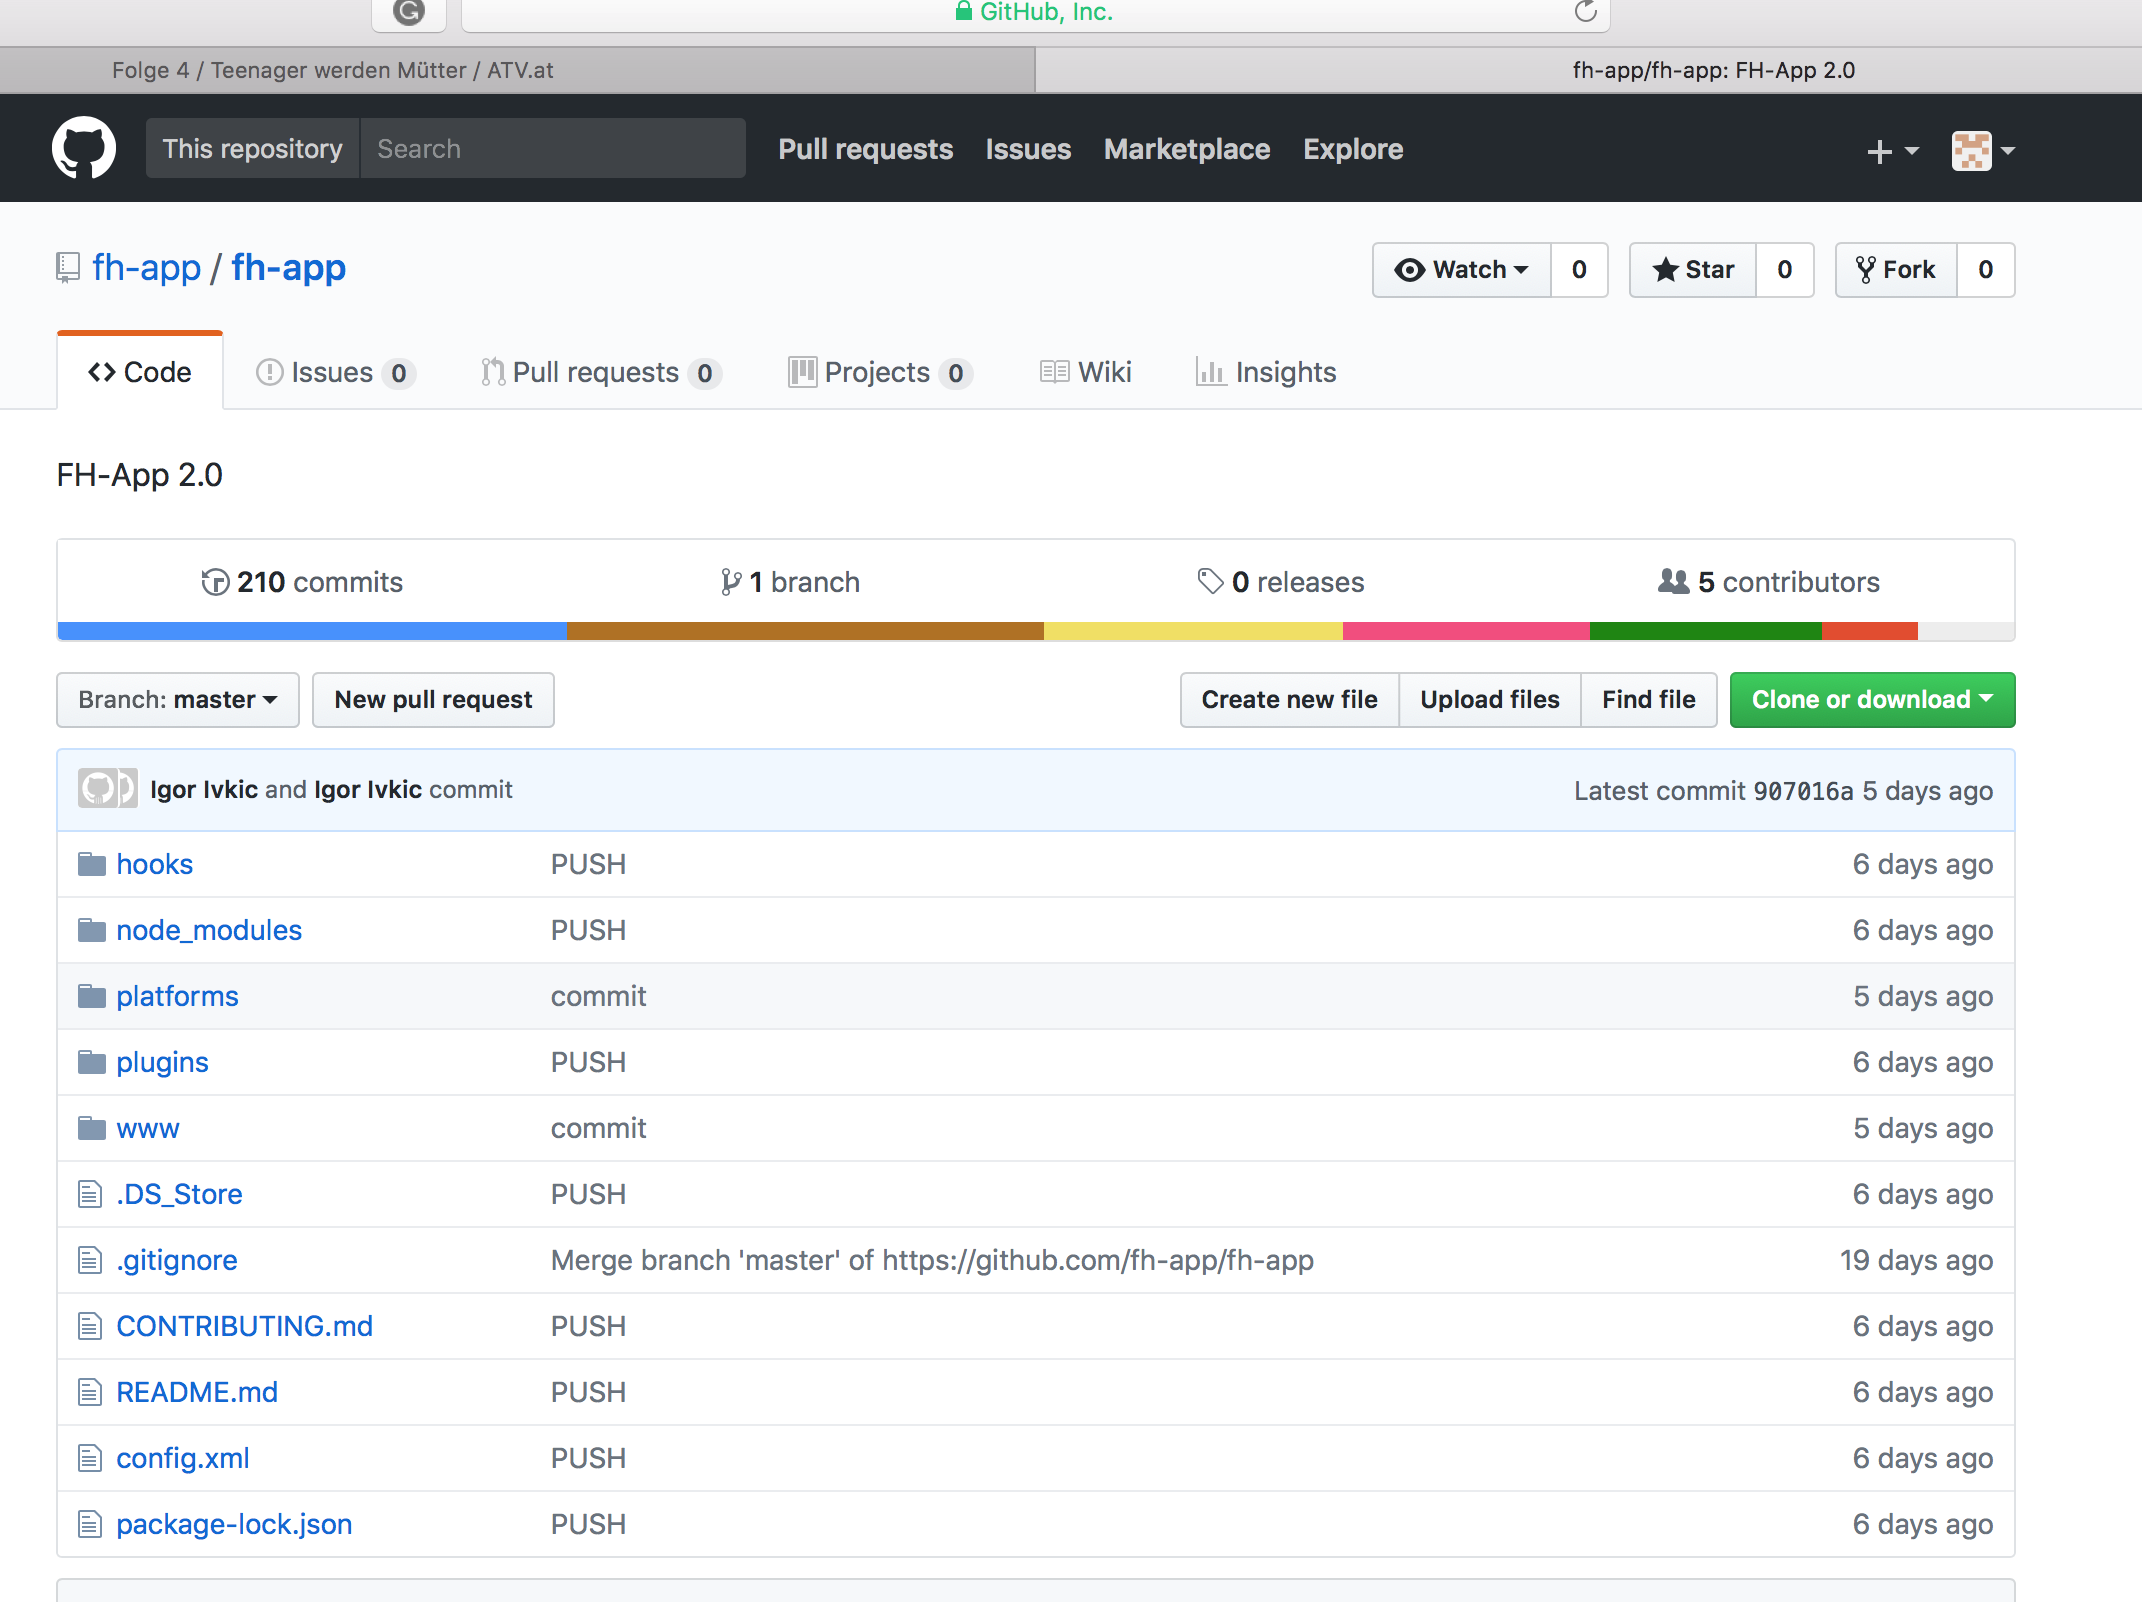 GitHub, Inc.
Folge 4 / Teenager werden Mütter / ATV.at
fh-app/fh-app: FH-App 2.0
This repository Search Pull requests Issues Marketplace Explore
fh-app / fh-app
Watch 0 Star 0 Fork 0
Code Issues 0 Pull requests 0 Projects 0 Wiki Insights
FH-App 2.0
210 commits 1 branch 0 releases 5 contributors
Branch: master New pull request Create new file Upload files Find file Clone or download
Igor Ivkic and Igor Ivkic commit Latest commit 907016a 5 days ago
hooks PUSH 6 days ago
node_modules PUSH 6 days ago
platforms commit 5 days ago
plugins PUSH 6 days ago
www commit 5 days ago
.DS_Store PUSH 6 days ago
.gitignore Merge branch 'master' of https://github.com/fh-app/fh-app 19 days ago
CONTRIBUTING.md PUSH 6 days ago
README.md PUSH 6 days ago
config.xml PUSH 6 days ago
package-lock.json PUSH 6 days ago